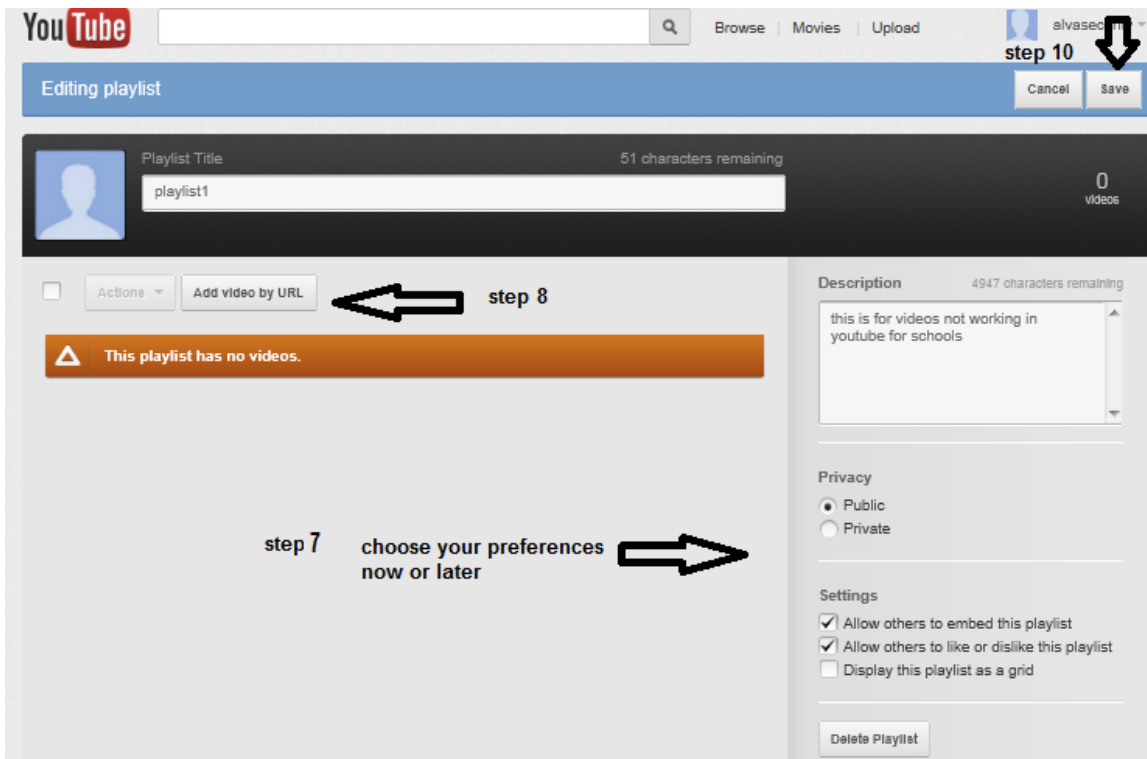 YouTube
Browse | Movies | Upload
step 10
Editing playlist
Cancel
Save
Playlist Title
51 characters remaining
playlist1
0
videos
Actions
Add video by URL
step 8
This playlist has no videos.
Description
4947 characters remaining
this is for videos not working in
youtube for schools
Privacy
Public
Private
step 7
choose your preferences
now or later
Settings
Allow others to embed this playlist
Allow others to like or dislike this playlist
Display this playlist as a grid
Delete Playlist